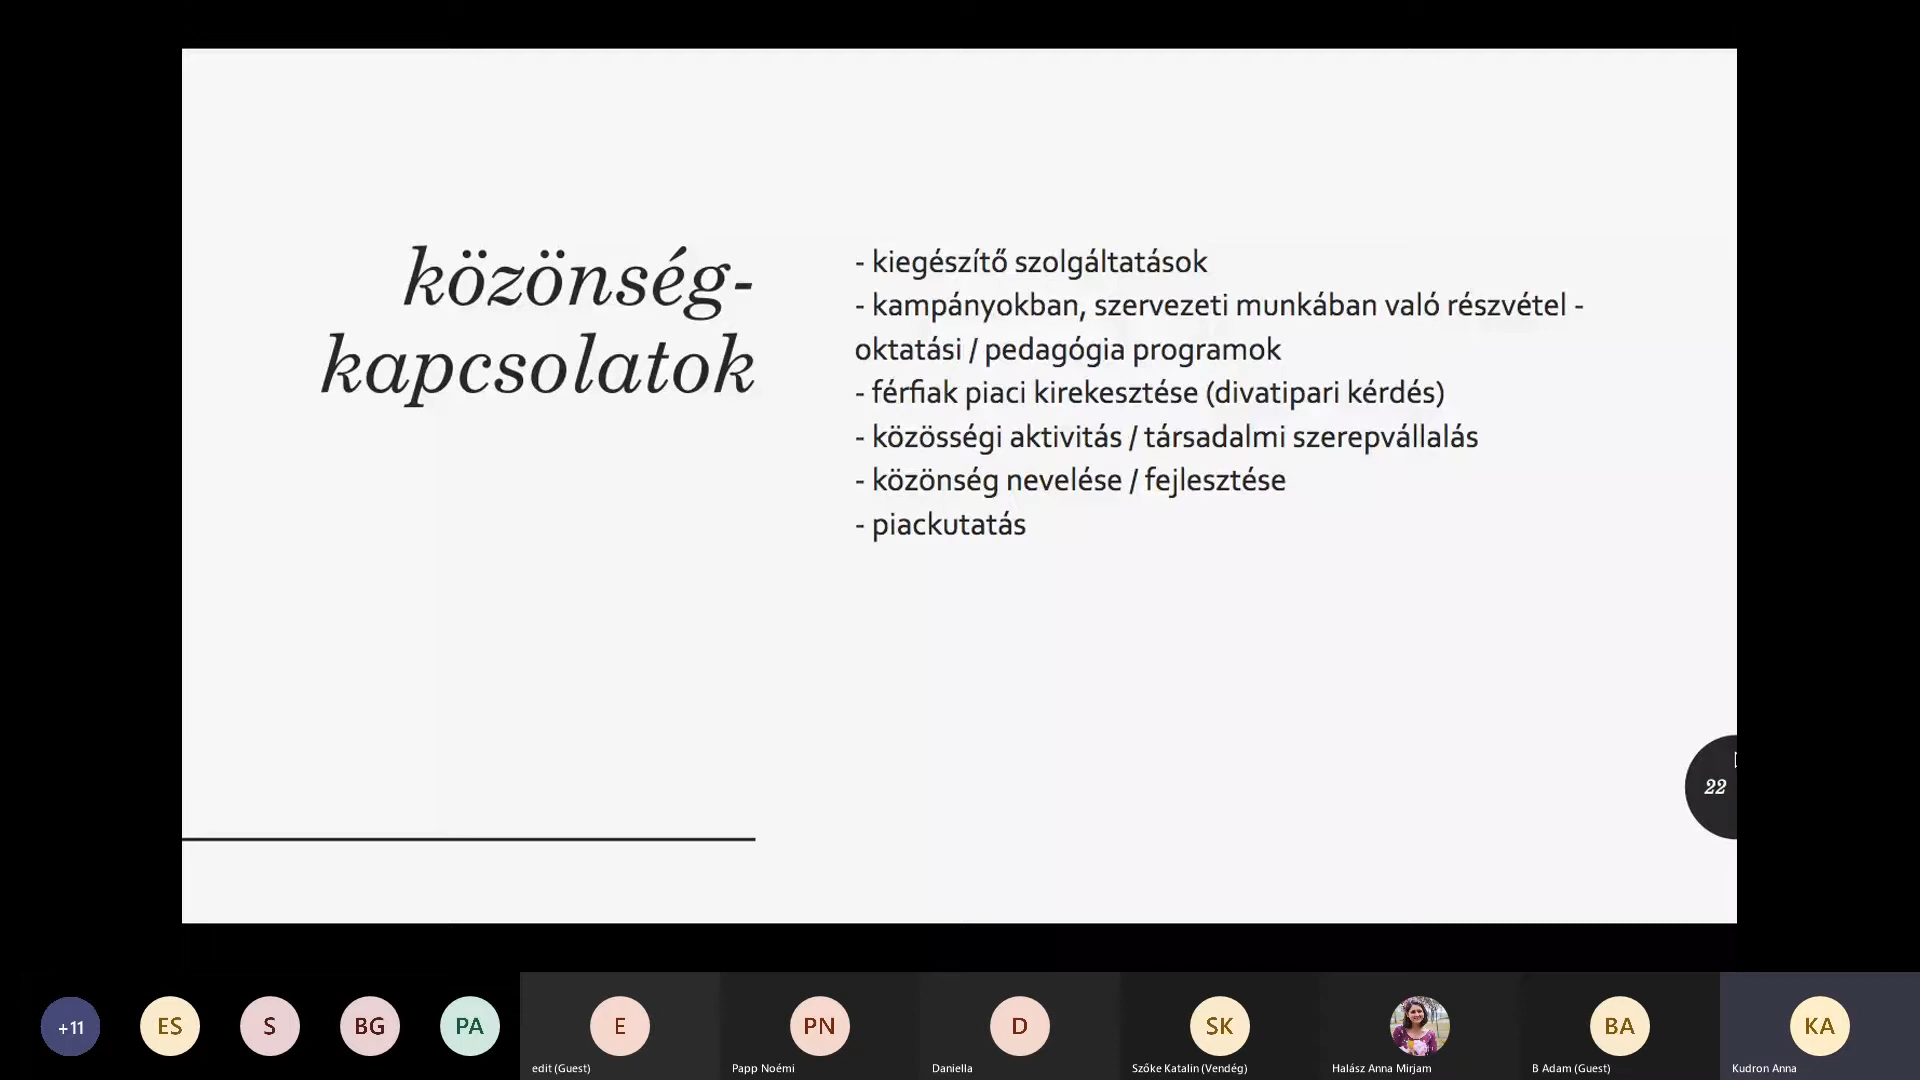 közönség-
kapcsolatok
- kiegészítő szolgáltatások
- kampányokban, szervezeti munkában való részvétel -
oktatási / pedagógia programok
- férfiak piaci kirekesztése (divatipari kérdés)
- közösségi aktivitás / társadalmi szerepvállalás
- közönség nevelése / fejlesztése
- piackutatás
22
+11
ES
S
BG
PA
E
PN
D
SK
BA
KA
edit (Guest)
Papp Noémi
Daniella
Szőke Katalin (Vendég)
Halász Anna Mirjam
B Adam (Guest)
Kudron Anna